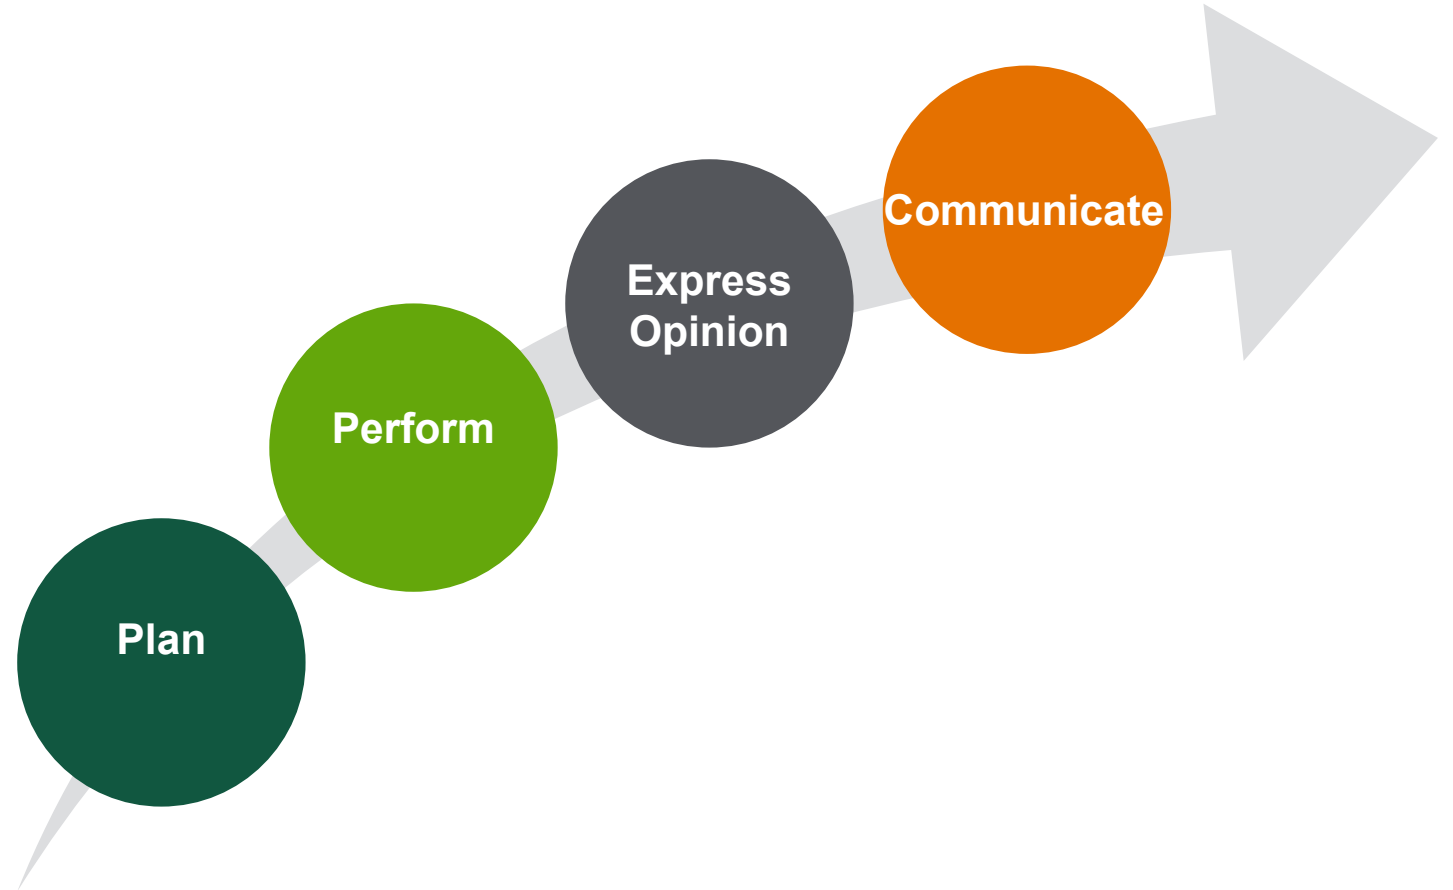 Plan
Perform
Express
Opinion
Communicate